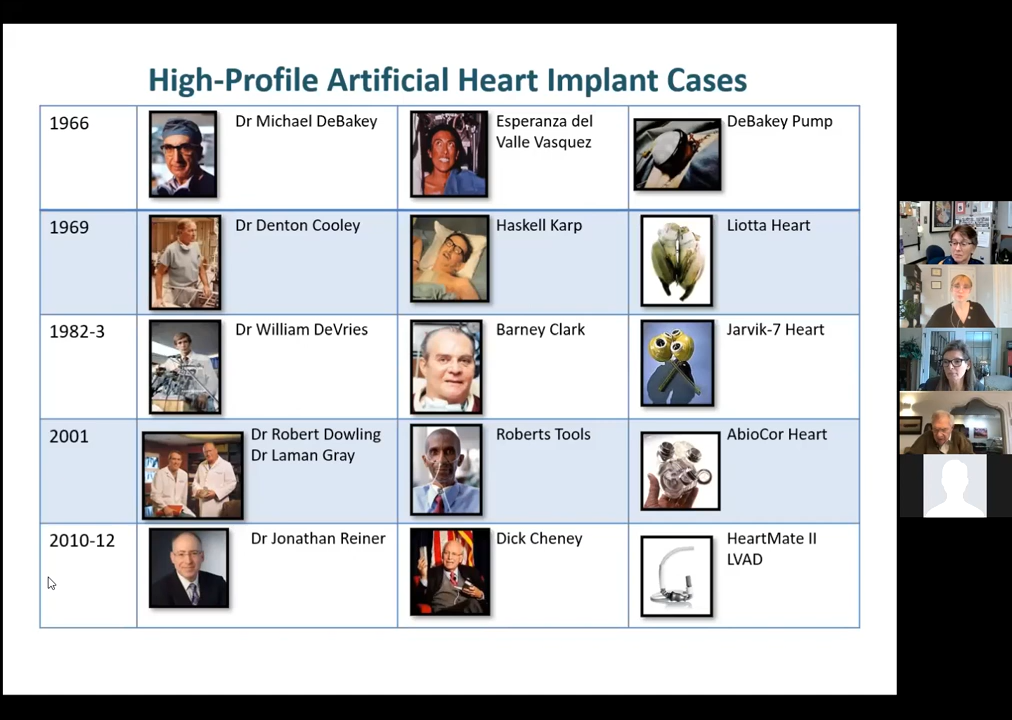 High-Profile Artificial Heart Implant Cases
1966
Dr Michael DeBakey
Esperanza del
Valle Vasquez
DeBakey Pump
1969
Dr Denton Cooley
Haskell Karp
Liotta Heart
1982-3
Dr William DeVries
Barney Clark
Jarvik-7 Heart
2001
Dr Robert Dowling
Dr Laman Gray
Roberts Tools
AbioCor Heart
2010-12
Dr Jonathan Reiner
Dick Cheney
HeartMate II
LVAD